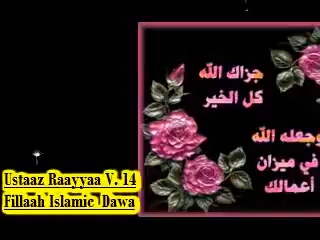 جزاك الله
كل الخير
وجعله الله
في ميزان
أعمالك
Ustaaz Raayyaa V. 14
Fillaah Islamic Dawa